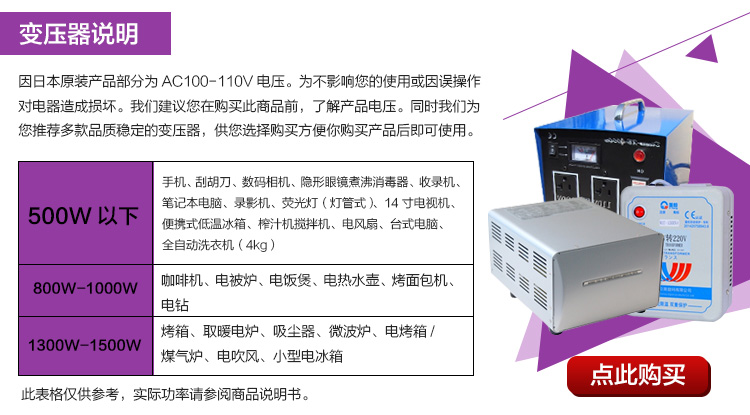 变压器说明
因日本原装产品部分为 AC100-110V 电压。为不影响您的使用或因误操作
对电器造成损坏。我们建议您在购买此商品前，了解产品电压。同时我们为
您推荐多款品质稳定的变压器，供您选择购买方便你购买产品后即可使用。
500W 以下
手机、刮胡刀、数码相机、隐形眼镜煮沸消毒器、收录机、
笔记本电脑、录影机、荧光灯（灯管式）、14 寸电视机、
便携式低温冰箱、榨汁机搅拌机、电风扇、台式电脑、
全自动洗衣机（4kg）
800W-1000W
咖啡机、电被炉、电饭煲、电热水壶、烤面包机、
电钻
1300W-1500W
烤箱、取暖电炉、吸尘器、微波炉、电烤箱 /
煤气炉、电吹风、小型电冰箱
此表格仅供参考，实际功率请参阅商品说明书。
转220V
点此购买